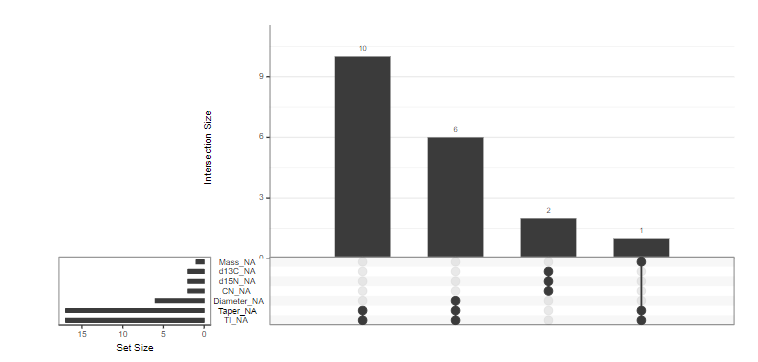 10
9
6
6
Intersection Size
3
2
1
0
Mass_NA
d13C_NA
d15N_NA
CN_NA
Diameter_NA
Taper_NA
TI_NA
15 10 5 0
Set Size